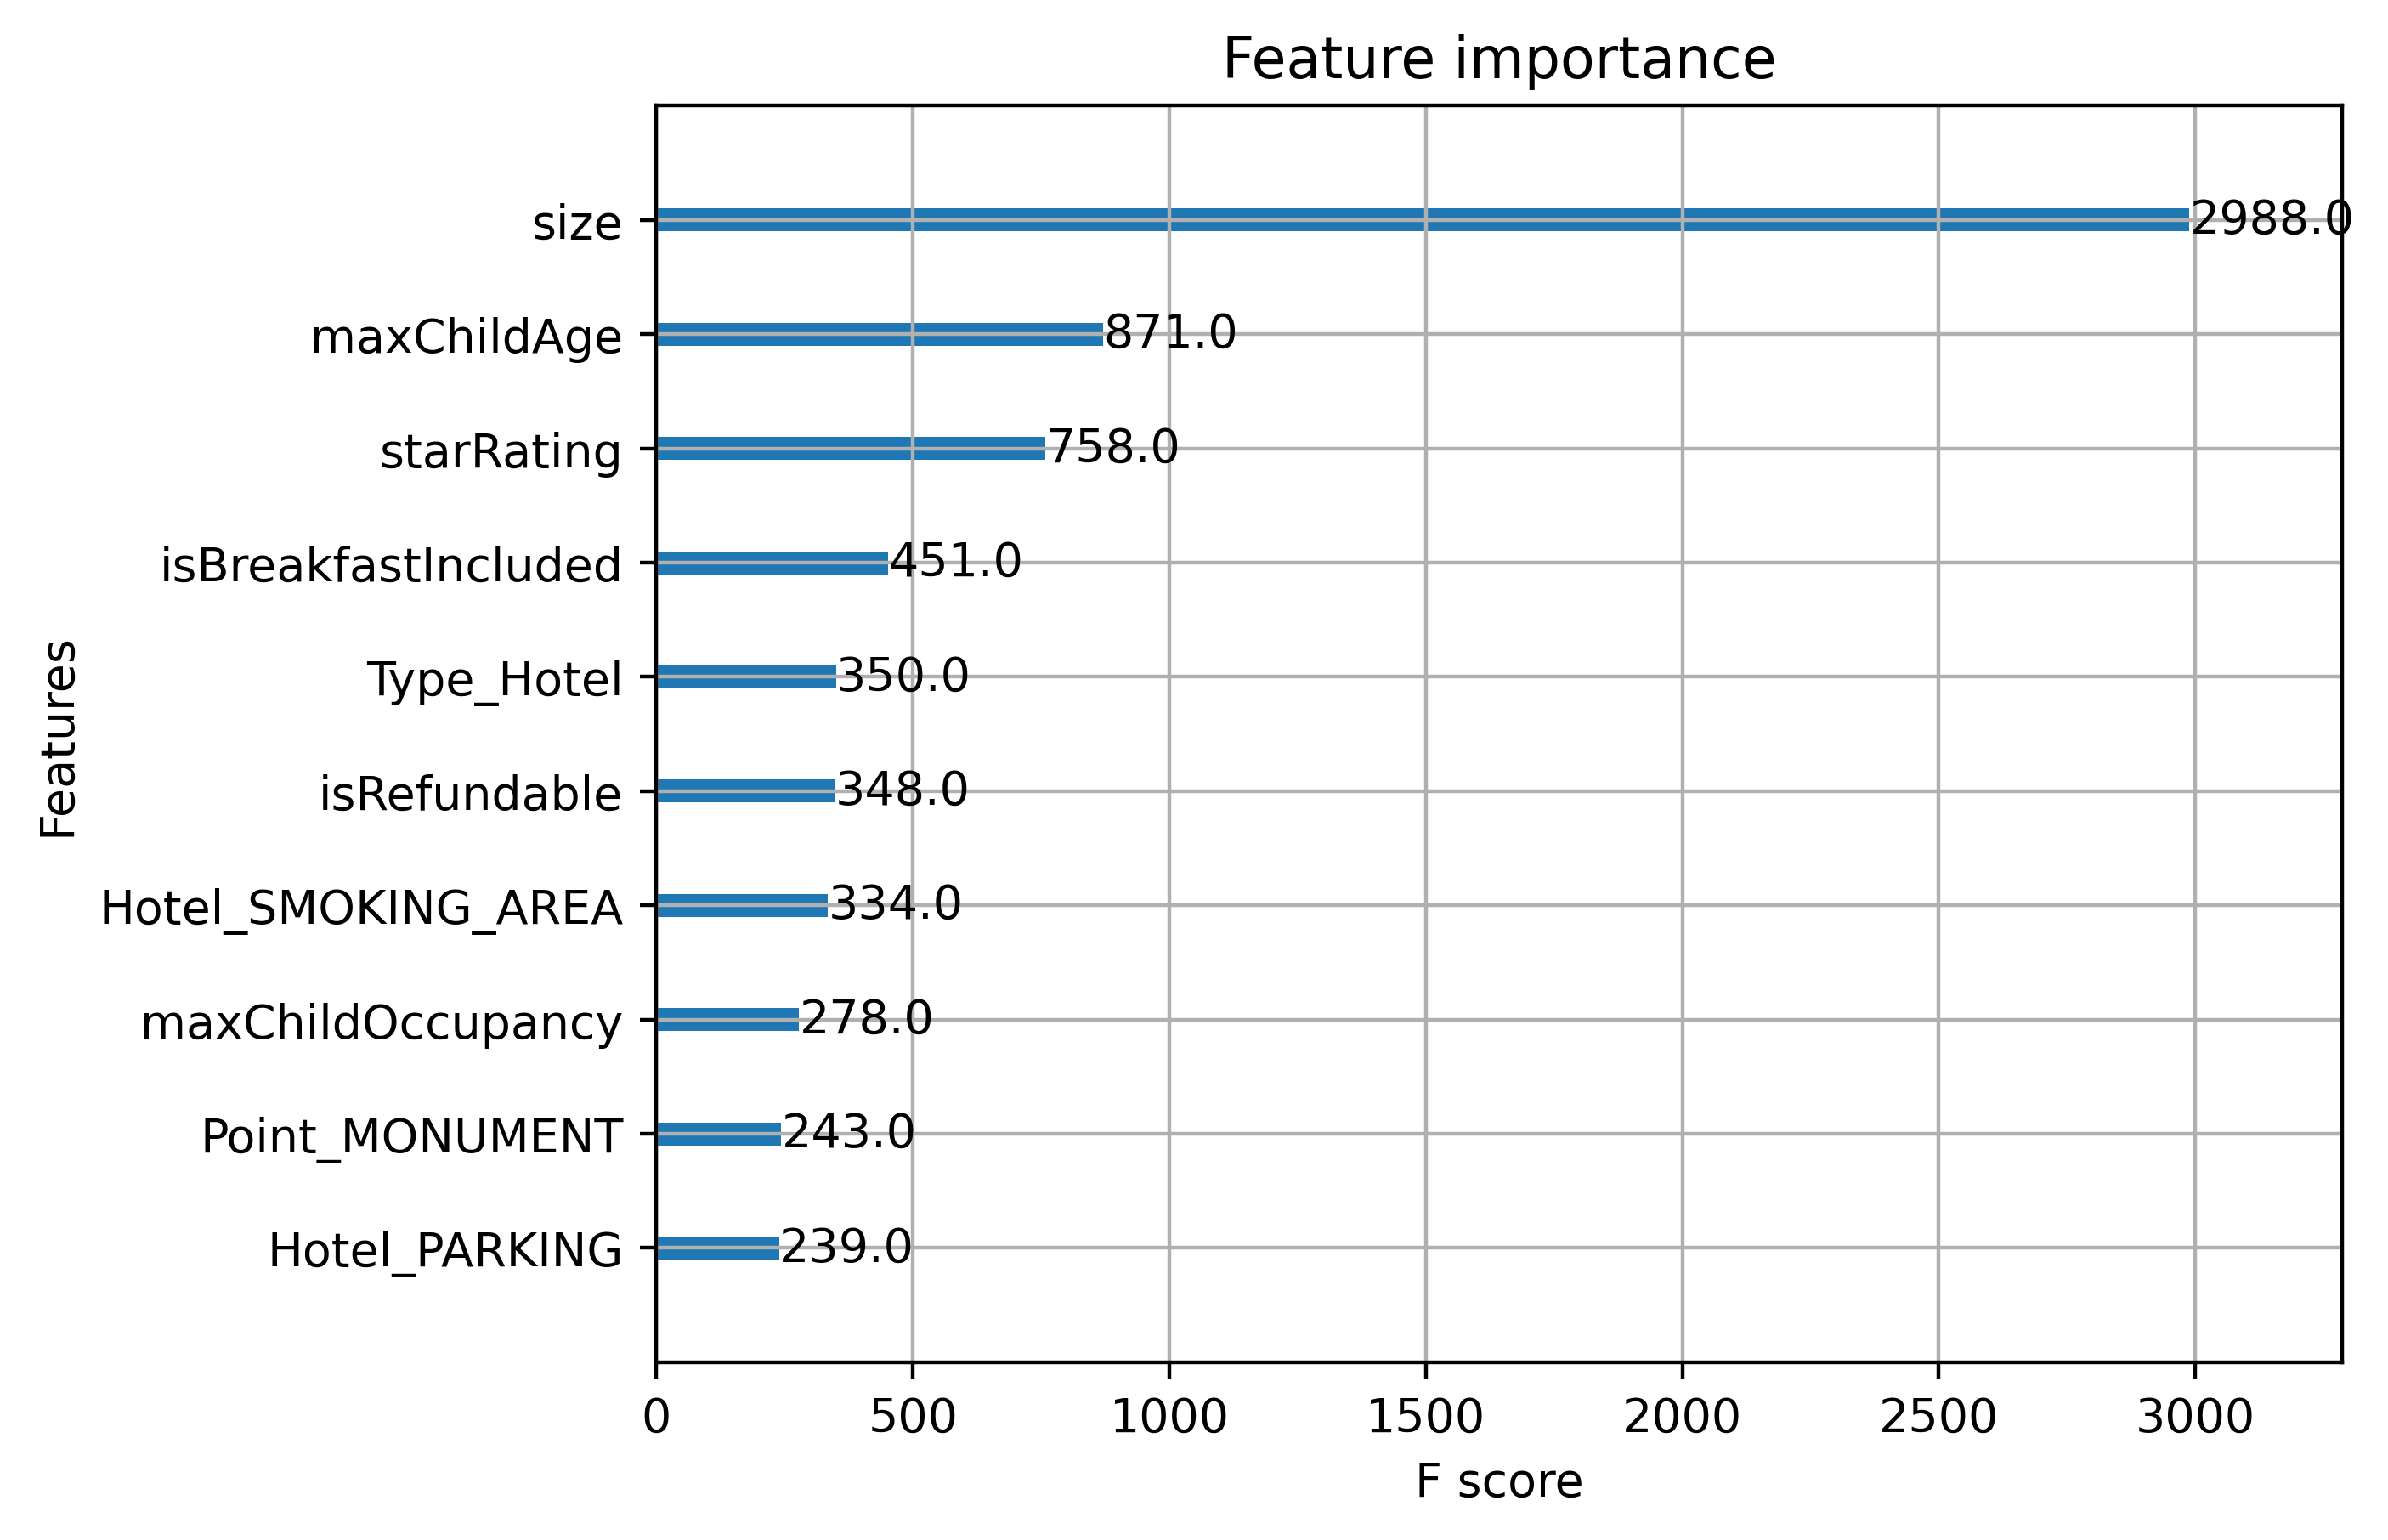 Feature importance
size 2988.0
maxChildAge 871.0
starRating 758.0
isBreakfastIncluded 451.0
Type_Hotel 350.0
isRefundable 348.0
Hotel_SMOKING_AREA 334.0
maxChildOccupancy 278.0
Point_MONUMENT 243.0
Hotel_PARKING 239.0
Features
0 500 1000 1500 2000 2500 3000
F score